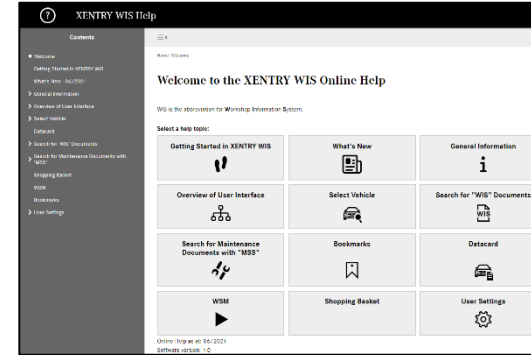 ? XENTRY WIS Help
Contents
Welcome
Getting Started in XENTRY WIS
What's New - 06/2021
General Information
Overview of User Interface
Select Vehicle
Datacard
Search for "WIS" Documents
Search for Maintenance Documents with
"MSS"
Shopping Basket
WSM
Bookmarks
User Settings
Home: Welcome
Welcome to the XENTRY WIS Online Help
WIS is the abbreviation for Workshop Information System.
Select a help topic:
Getting Started in XENTRY WIS
What's New
General Information
Overview of User Interface
Select Vehicle
Search for "WIS" Documents
WIS
Search for Maintenance
Documents with "MSS"
Bookmarks
Datacard
WSM
Shopping Basket
User Settings
Online Help as at: 06/2021
Software version: 1.0